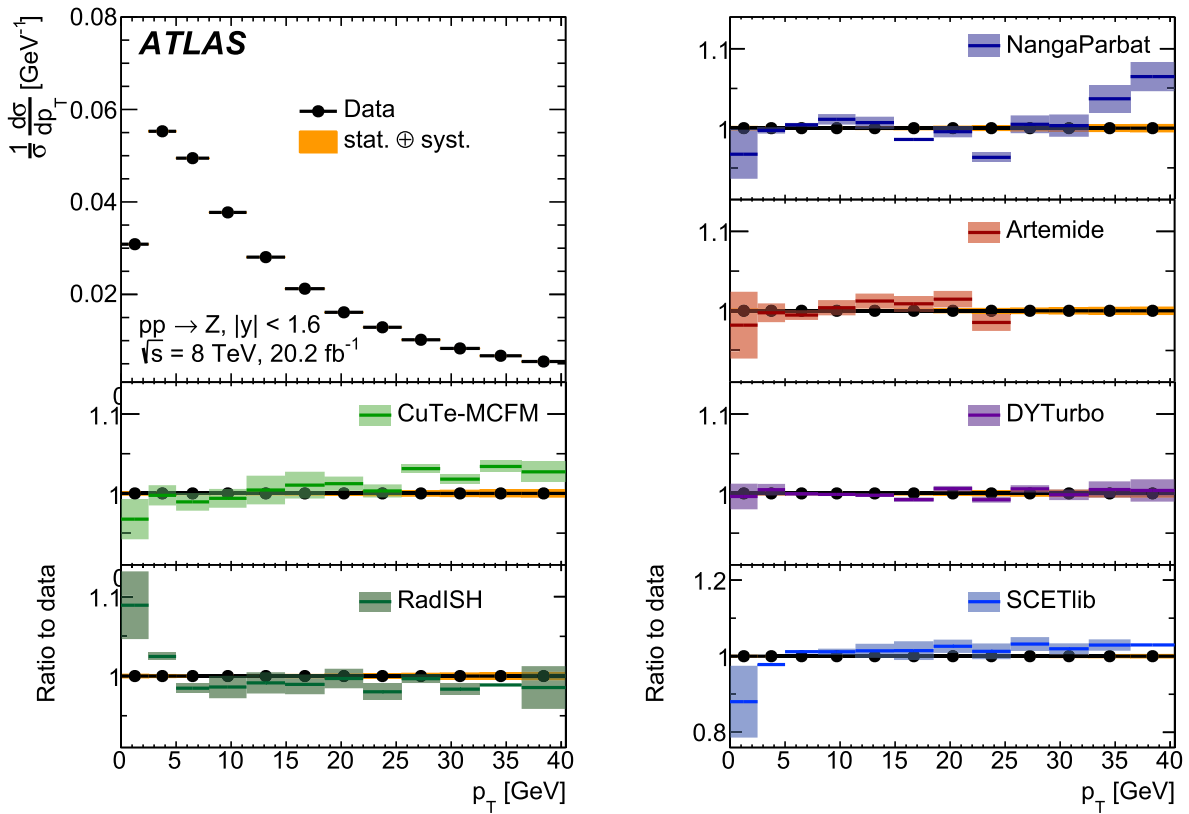 0.08
ATLAS
1/σ dσ/dp_T [GeV⁻¹]
0.06
Data
stat. ⊕ syst.
0.04
0.02
pp → Z, |y| < 1.6
√s = 8 TeV, 20.2 fb⁻¹
0
1.1
CuTe-MCFM
1
0
1.1
RadISH
1
Ratio to data
0 5 10 15 20 25 30 35 40
p_T [GeV]
1.1
NangaParbat
1
1.1
Artemide
1
1.1
DYTurbo
1
1.2
SCETlib
1
0.8
Ratio to data
0 5 10 15 20 25 30 35 40
p_T [GeV]